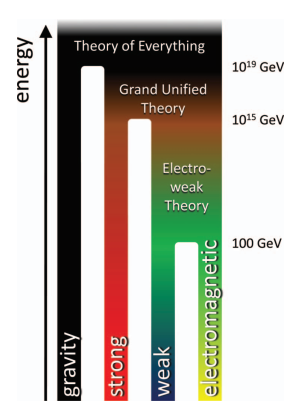 energy
Theory of Everything
10¹⁹ GeV
Grand Unified
Theory
10¹⁵ GeV
Electro-
weak
Theory
100 GeV
gravity
strong
weak
electromagnetic